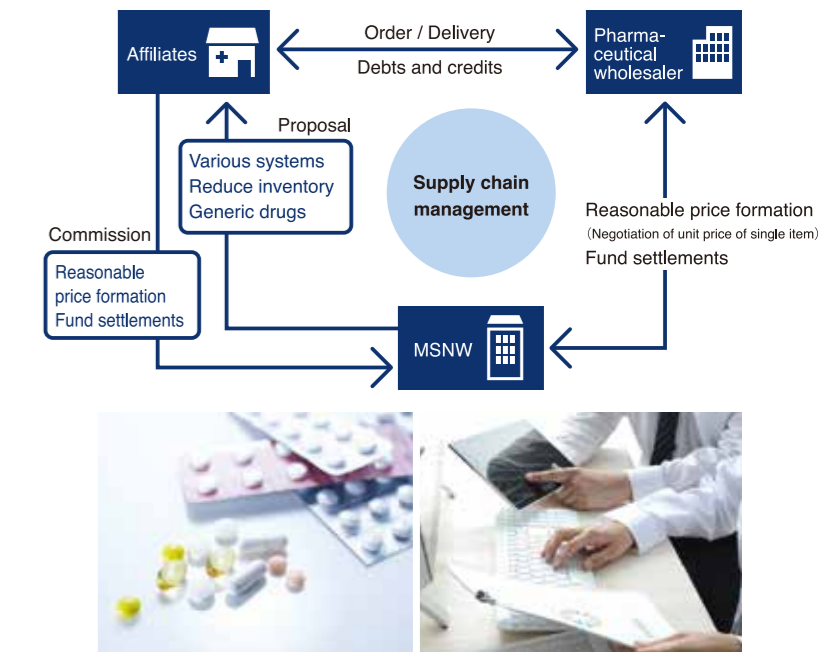 Affiliates
Order / Delivery
Debts and credits
Pharma-
ceutical
wholesaler
Proposal
Various systems
Reduce inventory
Generic drugs
Supply chain
management
Commission
Reasonable
price formation
Fund settlements
Reasonable price formation
(Negotiation of unit price of single item)
Fund settlements
MSNW